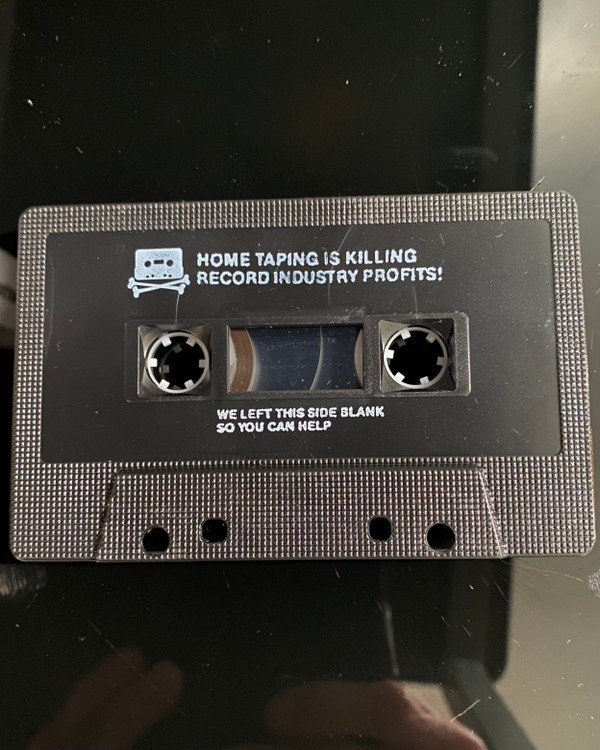 HOME TAPING IS KILLING
RECORD INDUSTRY PROFITS!
WE LEFT THIS SIDE BLANK
SO YOU CAN HELP